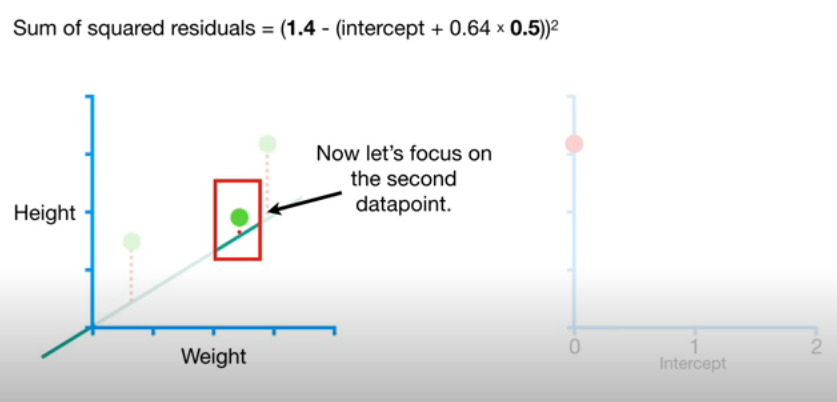 Sum of squared residuals = (1.4 - (intercept + 0.64 × 0.5))²
Now let's focus on
the second
datapoint.
Height
Weight
0
1
2
Intercept